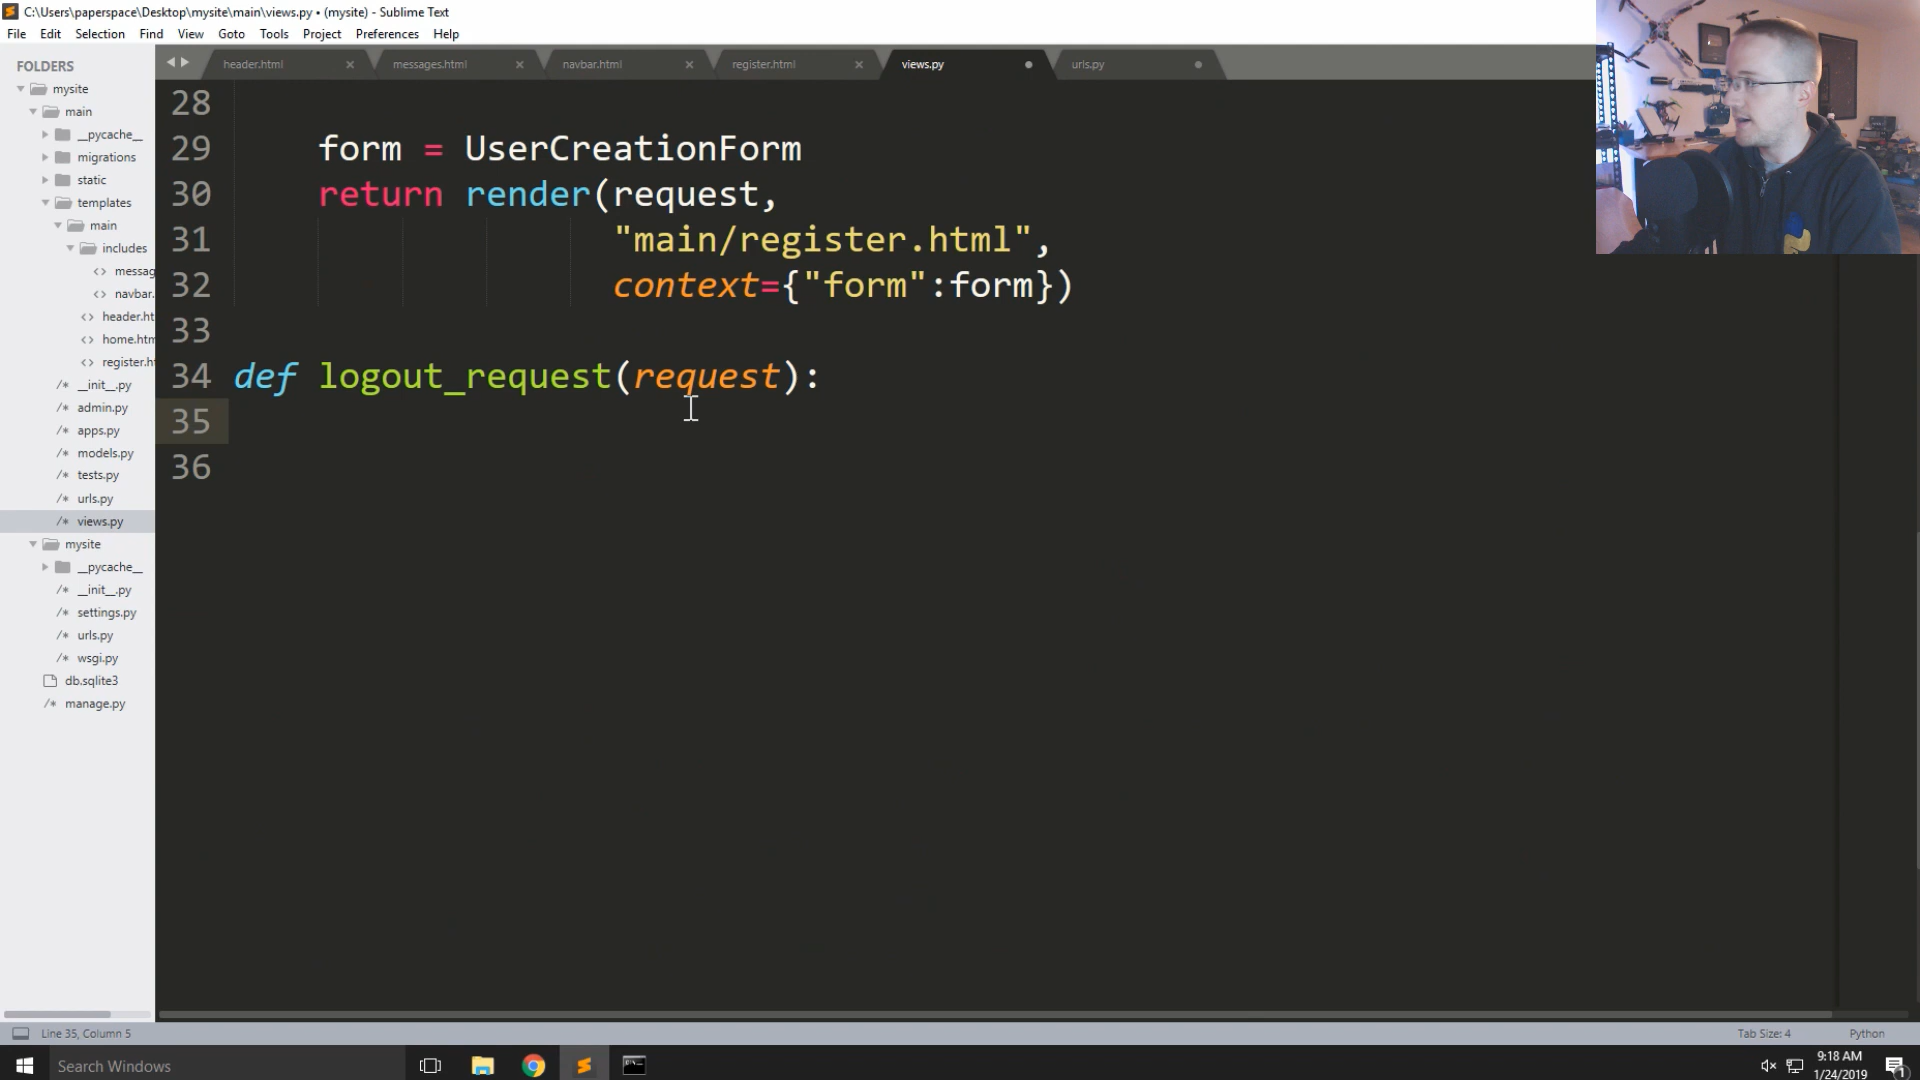 C:\Users\paperspace\Desktop\mysite\main\views.py • (mysite) - Sublime Text
File Edit Selection Find View Goto Tools Project Preferences Help
FOLDERS
mysite
main
__pycache__
migrations
static
templates
main
includes
messag
navbar.
header.ht
home.htm
register.h
__init__.py
admin.py
apps.py
models.py
tests.py
urls.py
views.py
mysite
__pycache__
__init__.py
settings.py
urls.py
wsgi.py
db.sqlite3
manage.py
header.html messages.html navbar.html register.html views.py urls.py
28
29 form = UserCreationForm
30 return render(request,
31 "main/register.html",
32 context={"form":form})
33
34 def logout_request(request):
35
36
Line 35, Column 5 Tab Size: 4 Python
Search Windows
9:18 AM
1/24/2019
1